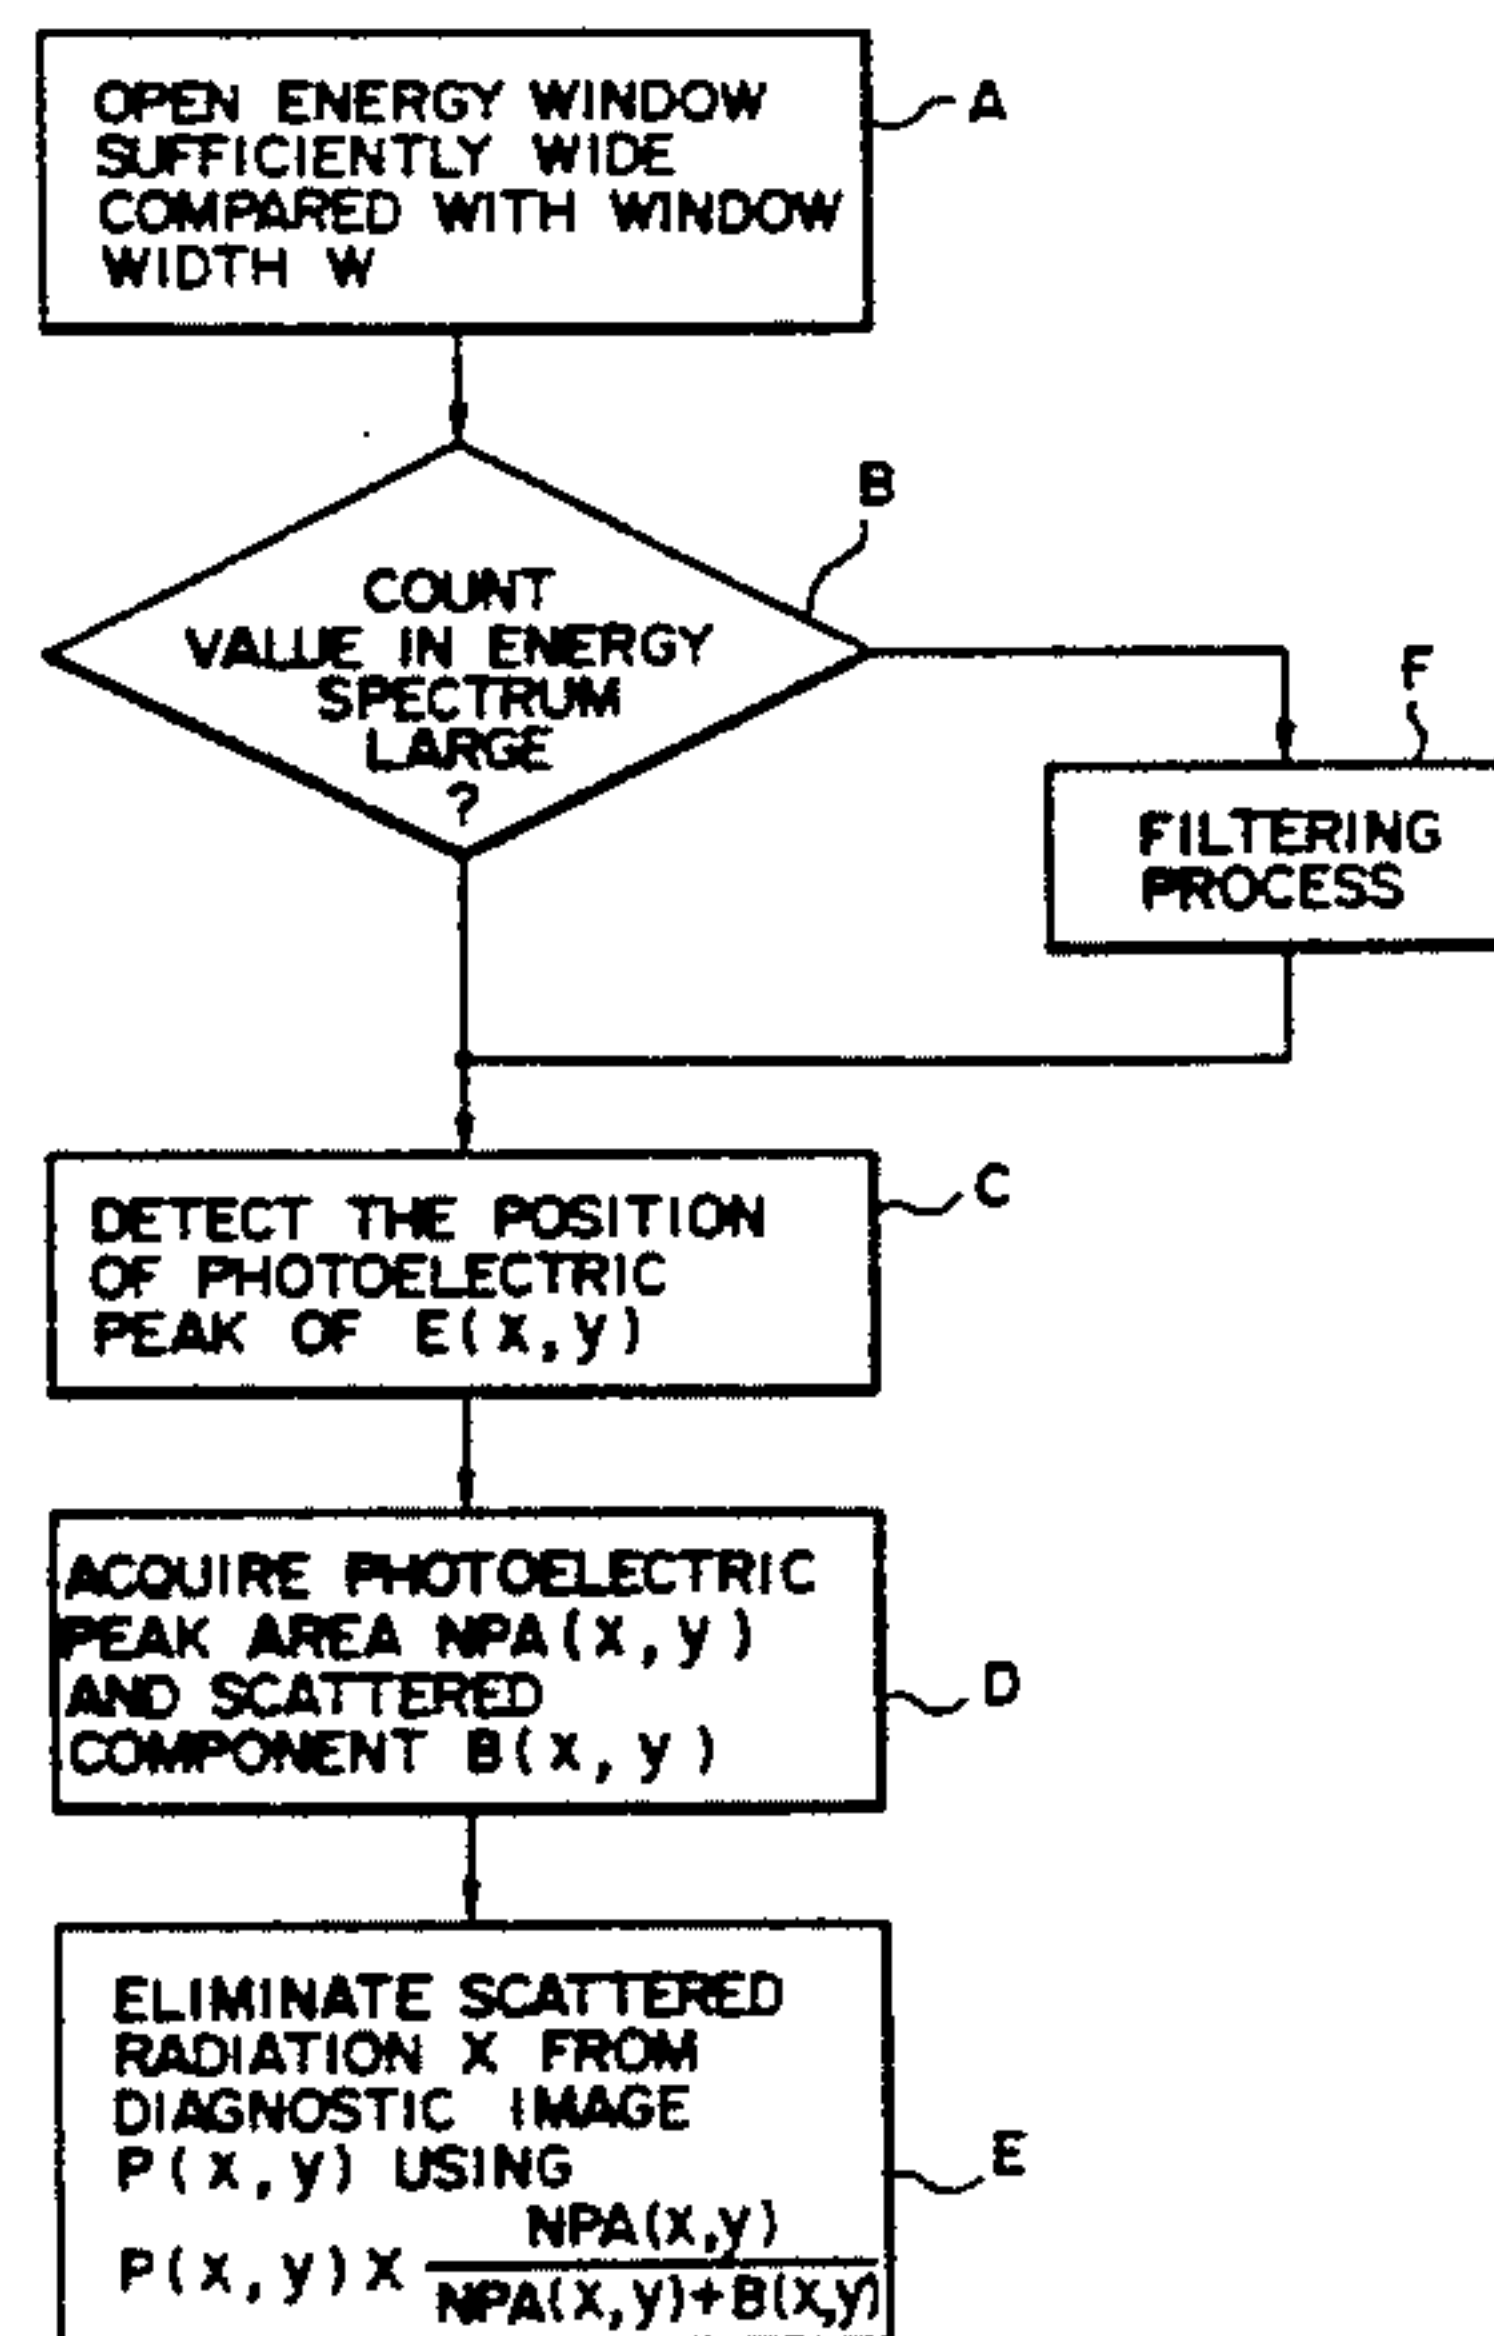 OPEN ENERGY WINDOW
SUFFICIENTLY WIDE
COMPARED WITH WINDOW
WIDTH W
A
B
COUNT
VALUE IN ENERGY
SPECTRUM
LARGE
?
F
FILTERING
PROCESS
DETECT THE POSITION
OF PHOTOELECTRIC
PEAK OF E(x,y)
C
ACQUIRE PHOTOELECTRIC
PEAK AREA NPA(x,y)
AND SCATTERED
COMPONENT B(x,y)
D
ELIMINATE SCATTERED
RADIATION X FROM
DIAGNOSTIC IMAGE
P(x,y) USING
NPA(x,y)
P(x,y) X
NPA(x,y)+B(x,y)
E